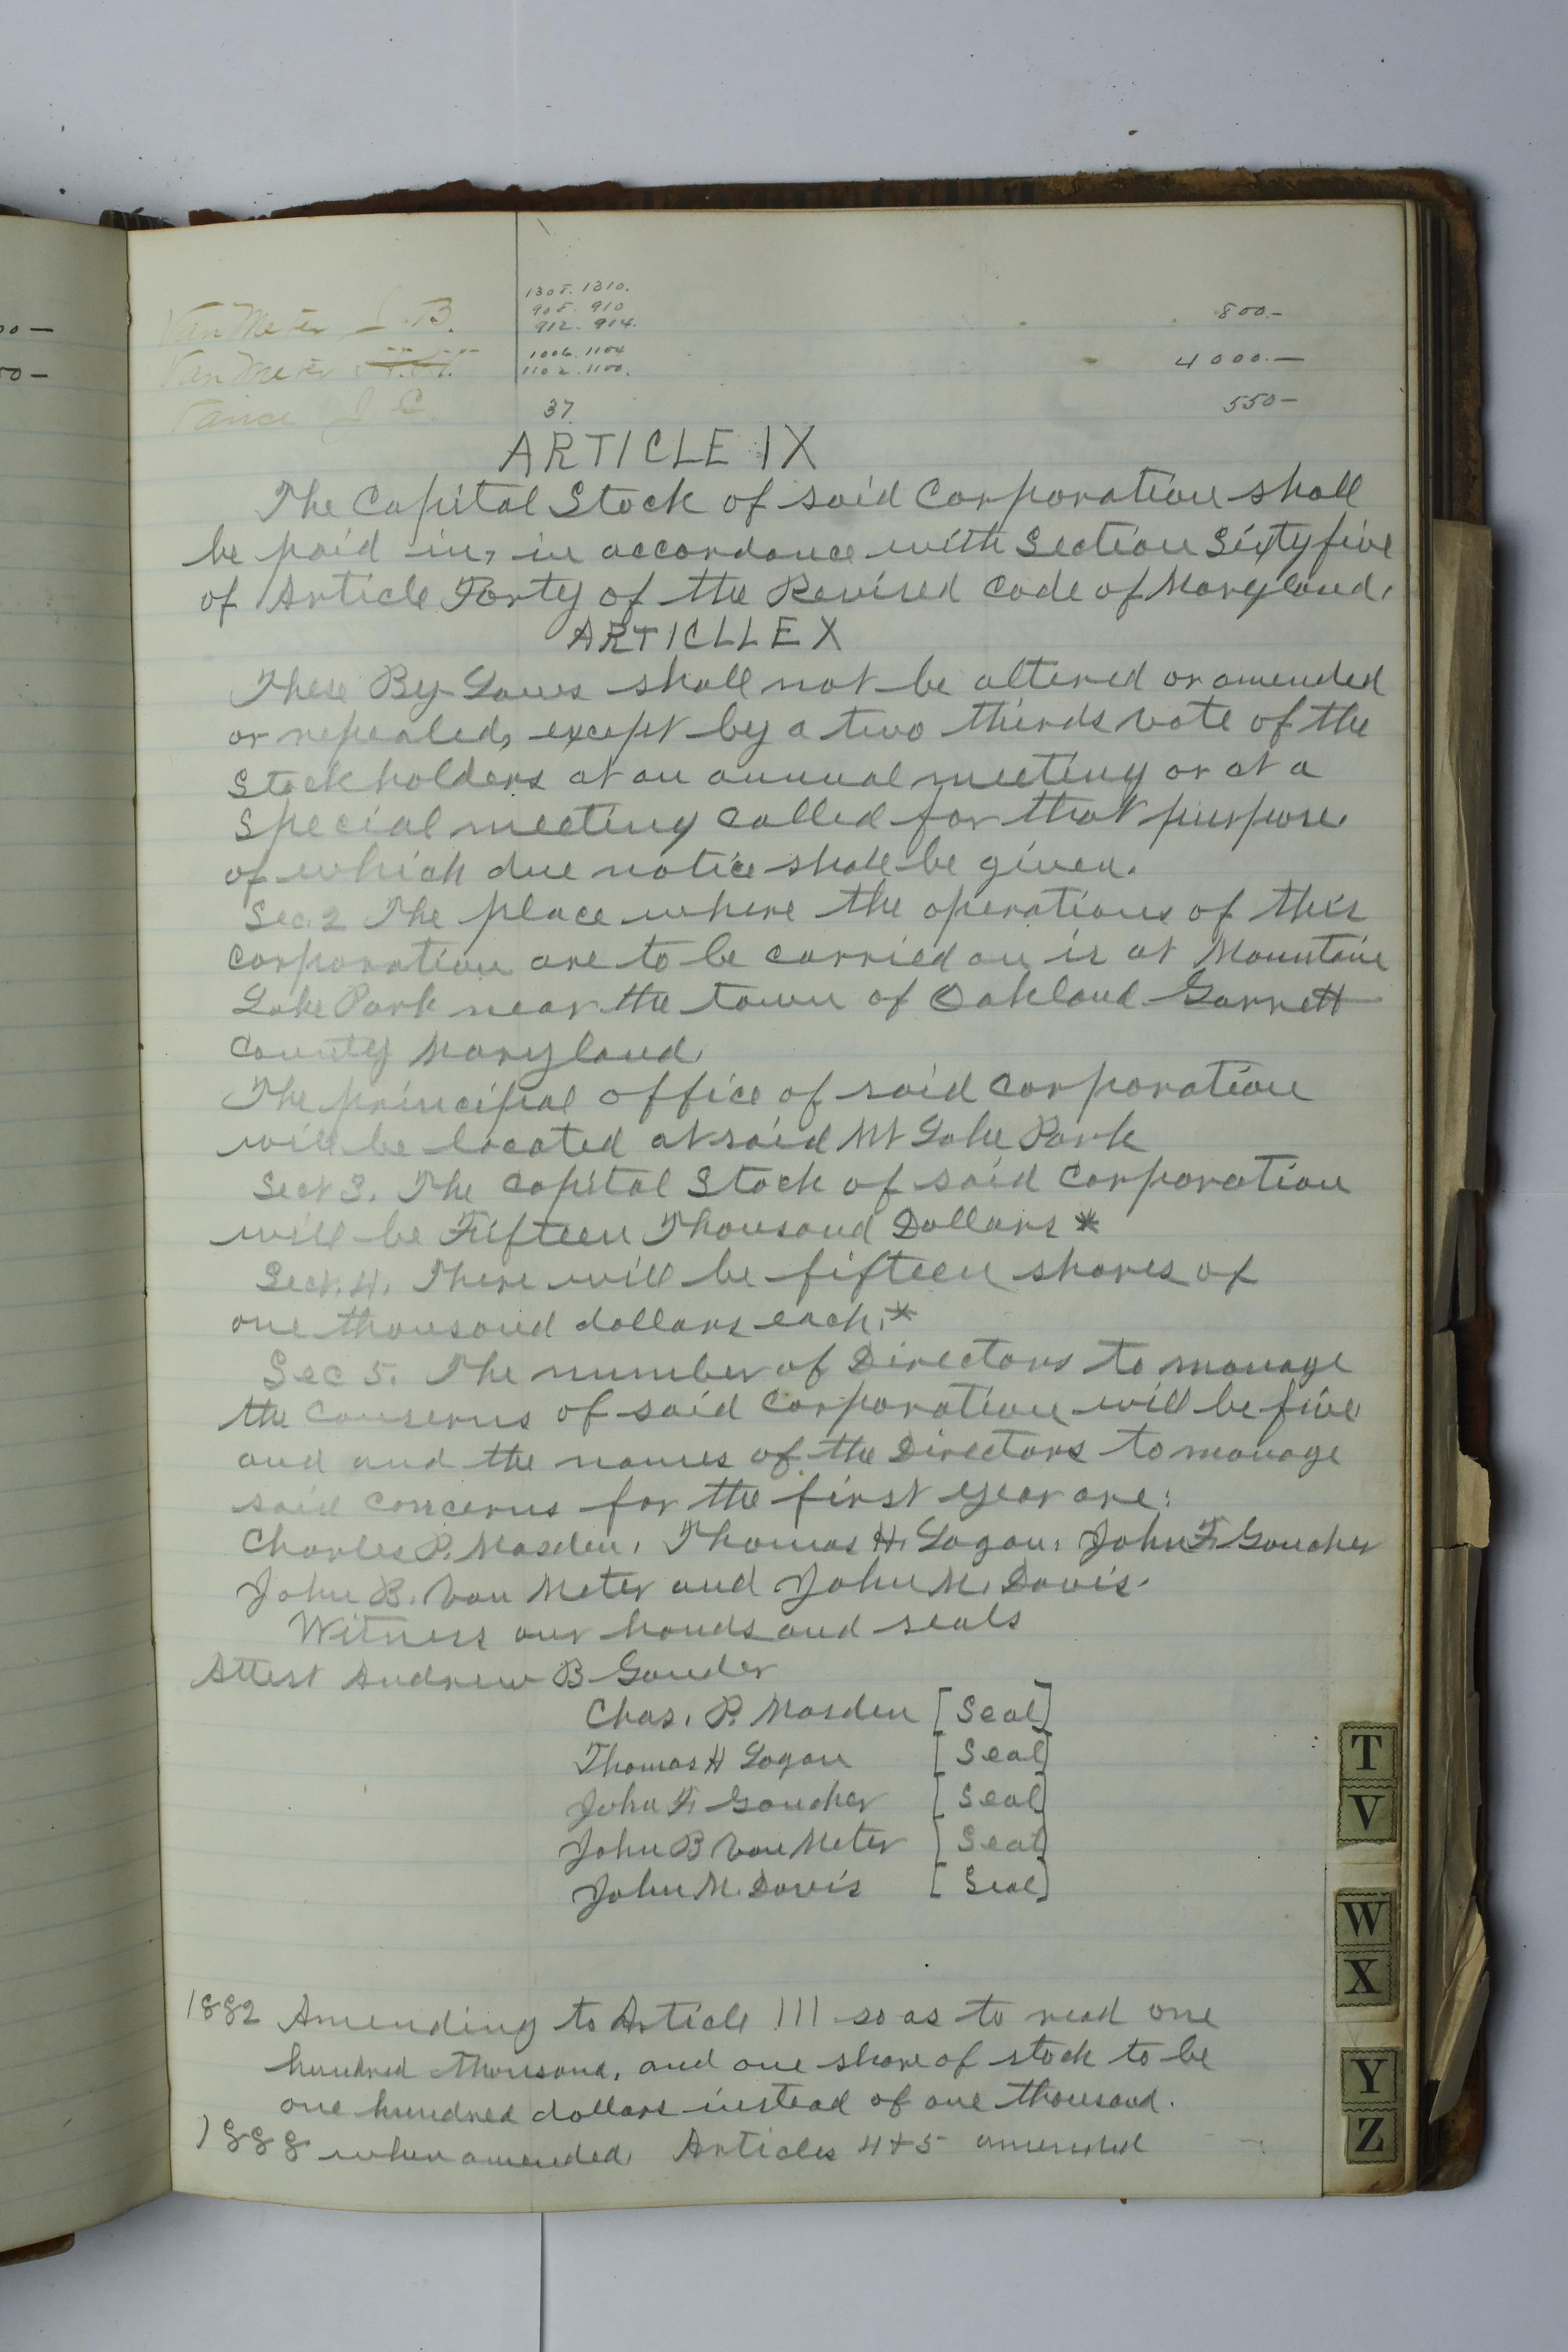 00 —
50 —
1305. 1310.
905. 910
Van Meter J. B. 912. 914. 800.-
1006. 1104
Van Meter 1102. 1100. 4000.—
Vance J C. 37 550-
ARTICLE IX
The Capital Stock of said Corporation shall
be paid in, in accordance with Section Sixty five
of Article Forty of the Revised Code of Maryland.
ARTICLLE X
These By-Laws shall not be altered or amended
or repealed, except by a two thirds vote of the
Stockholders at an annual meeting or at a
Special meeting called for that purpose
of which due notice shall be given.
Sec. 2 The place where the operations of this
corporation are to be carried on is at Mountain
Lake Park near the town of Oakland Garrett
County Maryland.
The principal office of said corporation
will be located at said Mt Lake Park
Sect 3. The Capital Stock of said Corporation
will be Fifteen Thousand Dollars *
Sect. 4. There will be fifteen shares of
one thousand dollars each. *
Sec 5. The number of Directors to manage
the conserns of said Corporation will be five
and and the names of the Directors to manage
said concerns for the first year are:
Charles P. Masden, Thomas H. Logan, John F. Goucher
John B. Van Meter and John M. Davis.
Witness our hands and seals
Attest Andrew B Gonder
Chas. P. Masden [Seal]
Thomas H Logan [Seal]
John F. Goucher [Seal]
John B Van Meter [Seal]
John M. Davis [Seal]
1882 Amending to Article III so as to read one
hundred thousand, and one share of stock to be
one hundred dollars instead of one thousand.
1888 when amended. Articles 4+5 amended
T
V
W
X
Y
Z